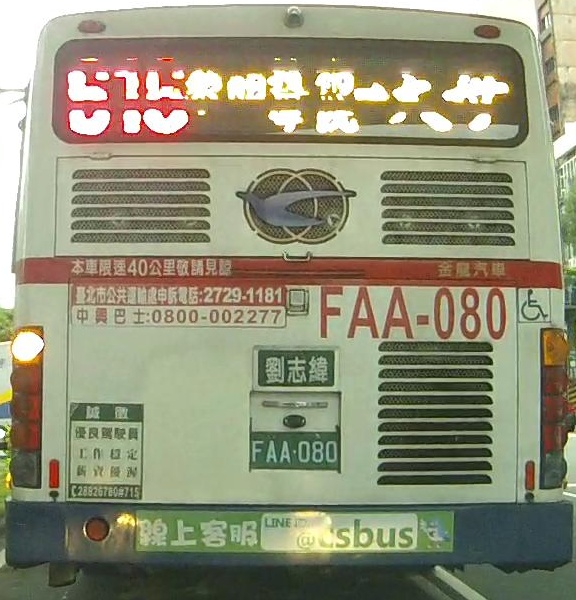 本車限速40公里敬請見諒
金龍汽車
臺北市公共運輸處申訴電話:2729-1181
中興巴士:0800-002277
FAA-080
劉志緯
FAA-080
誠徵
優良駕駛員
工作穩定
薪資優渥
28826780#715
線上客服 LINE @csbus